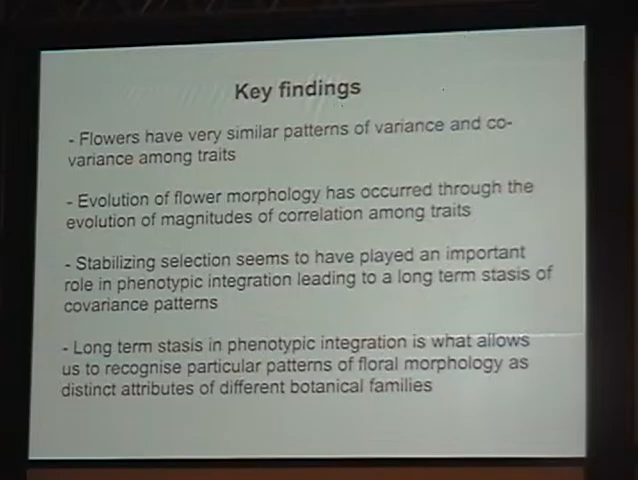 Key findings
- Flowers have very similar patterns of variance and co-
variance among traits
- Evolution of flower morphology has occurred through the
evolution of magnitudes of correlation among traits
- Stabilizing selection seems to have played an important
role in phenotypic integration leading to a long term stasis of
covariance patterns
- Long term stasis in phenotypic integration is what allows
us to recognise particular patterns of floral morphology as
distinct attributes of different botanical families